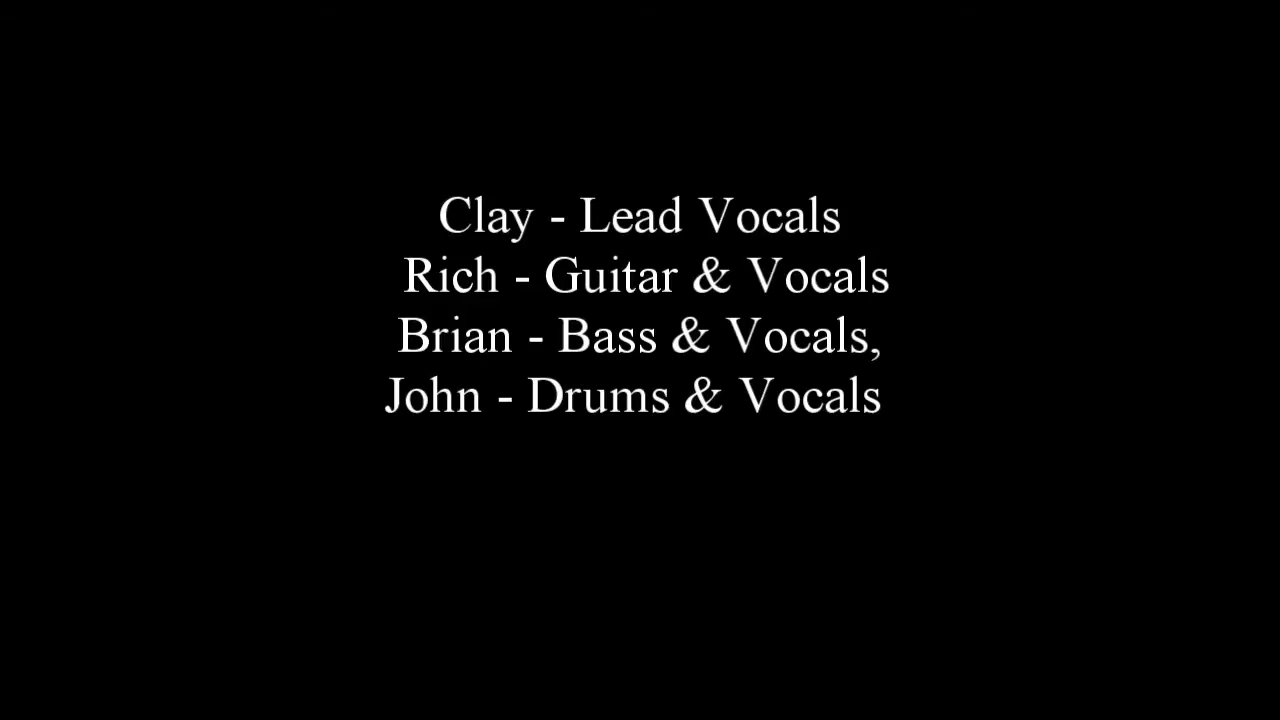 Clay - Lead Vocals
Rich - Guitar & Vocals
Brian - Bass & Vocals,
John - Drums & Vocals